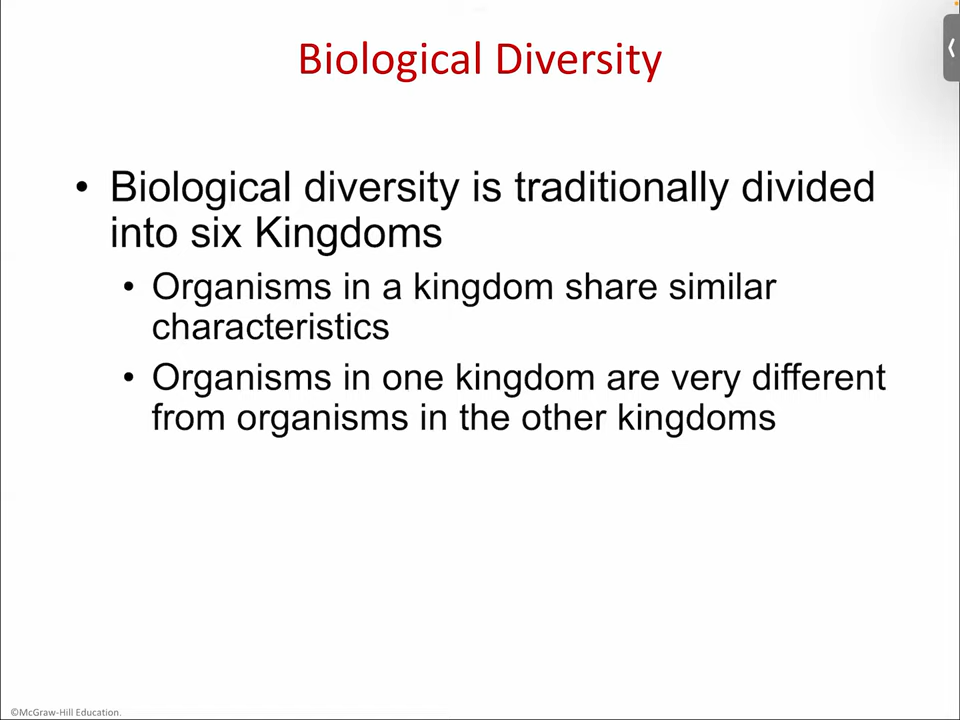 Biological Diversity
• Biological diversity is traditionally divided
into six Kingdoms
• Organisms in a kingdom share similar
characteristics
• Organisms in one kingdom are very different
from organisms in the other kingdoms
©McGraw-Hill Education.